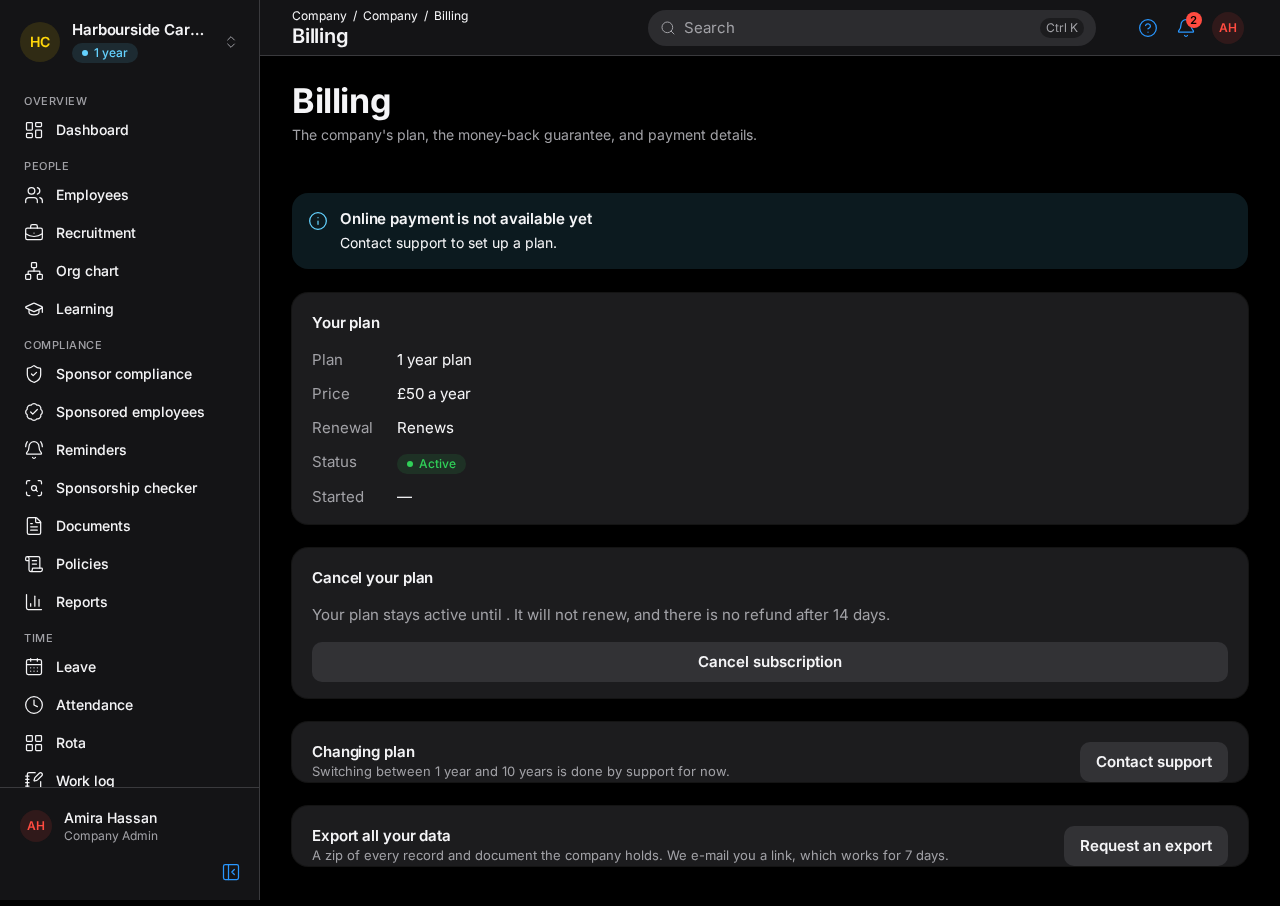 HC
Harbourside Car...
1 year
OVERVIEW
Dashboard
PEOPLE
Employees
Recruitment
Org chart
Learning
COMPLIANCE
Sponsor compliance
Sponsored employees
Reminders
Sponsorship checker
Documents
Policies
Reports
TIME
Leave
Attendance
Rota
Work log
AH
Amira Hassan
Company Admin
Company / Company / Billing
Billing
Search
Ctrl K
2
AH
Billing
The company's plan, the money-back guarantee, and payment details.
Online payment is not available yet
Contact support to set up a plan.
Your plan
Plan 1 year plan
Price £50 a year
Renewal Renews
Status Active
Started —
Cancel your plan
Your plan stays active until . It will not renew, and there is no refund after 14 days.
Cancel subscription
Changing plan
Switching between 1 year and 10 years is done by support for now.
Contact support
Export all your data
A zip of every record and document the company holds. We e-mail you a link, which works for 7 days.
Request an export